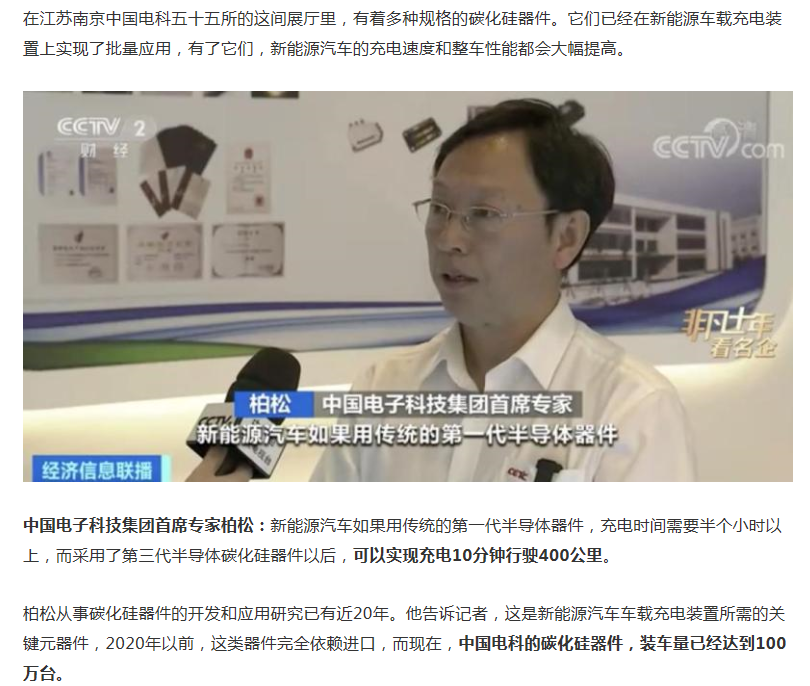 在江苏南京中国电科五十五所的这间展厅里，有着多种规格的碳化硅器件。它们已经在新能源车载充电装
置上实现了批量应用，有了它们，新能源汽车的充电速度和整车性能都会大幅提高。
CCTV 2
财经
CCTV.com
非凡十年
看名企
柏松 中国电子科技集团首席专家
新能源汽车如果用传统的第一代半导体器件
经济信息联播
中国电子科技集团首席专家柏松：新能源汽车如果用传统的第一代半导体器件，充电时间需要半个小时以
上，而采用了第三代半导体碳化硅器件以后，可以实现充电10分钟行驶400公里。
柏松从事碳化硅器件的开发和应用研究已有近20年。他告诉记者，这是新能源汽车车载充电装置所需的关
键元器件，2020年以前，这类器件完全依赖进口，而现在，中国电科的碳化硅器件，装车量已经达到100
万台。